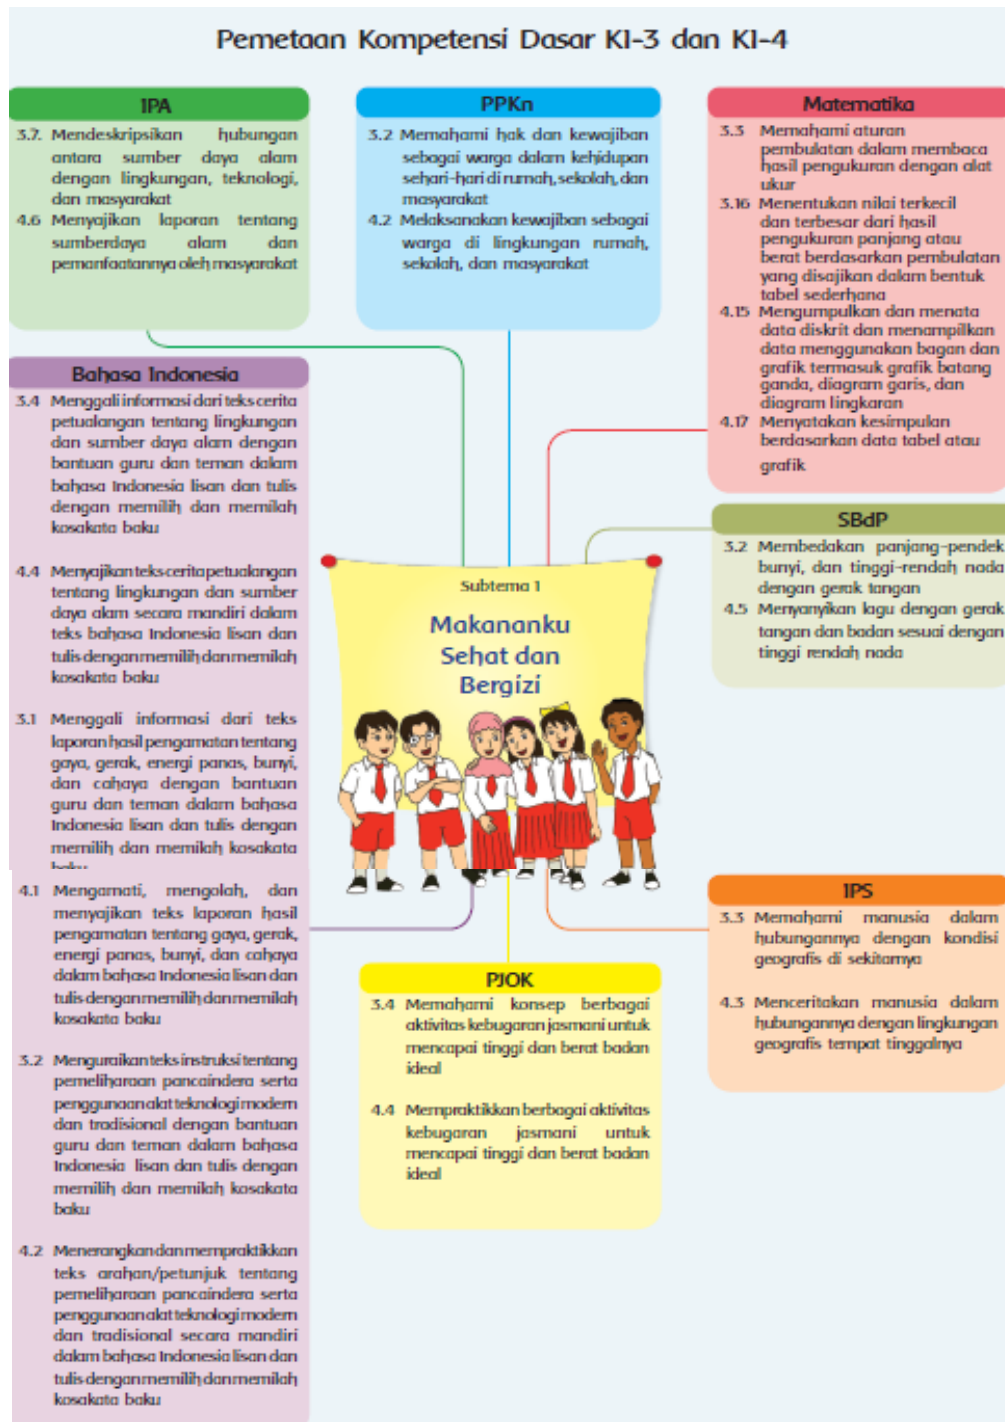 Pemetaan Kompetensi Dasar KI-3 dan KI-4
IPA
3.7. Mendeskripsikan hubungan
antara sumber daya alam
dengan lingkungan, teknologi,
dan masyarakat
4.6 Menyajikan laporan tentang
sumberdaya alam dan
pemanfaatannya oleh masyarakat
PPKn
3.2 Memahami hak dan kewajiban
sebagai warga dalam kehidupan
sehari-hari di rumah, sekolah, dan
masyarakat
4.2 Melaksanakan kewajiban sebagai
warga di lingkungan rumah,
sekolah, dan masyarakat
Matematika
3.3 Memahami aturan
pembulatan dalam membaca
hasil pengukuran dengan alat
ukur
3.16 Menentukan nilai terkecil
dan terbesar dari hasil
pengukuran panjang atau
berat berdasarkan pembulatan
yang disajikan dalam bentuk
tabel sederhana
4.15 Mengumpulkan dan menata
data diskrit dan menampilkan
data menggunakan bagan dan
grafik termasuk grafik batang
ganda, diagram garis, dan
diagram lingkaran
4.17 Menyatakan kesimpulan
berdasarkan data tabel atau
grafik
Bahasa Indonesia
3.4 Menggali informasi dari teks cerita
petualangan tentang lingkungan
dan sumber daya alam dengan
bantuan guru dan teman dalam
bahasa Indonesia lisan dan tulis
dengan memilih dan memilah
kosakata baku
4.4 Menyajikan teks cerita petualangan
tentang lingkungan dan sumber
daya alam secara mandiri dalam
teks bahasa Indonesia lisan dan
tulis dengan memilih dan memilah
kosakata baku
3.1 Menggali informasi dari teks
laporan hasil pengamatan tentang
gaya, gerak, energi panas, bunyi,
dan cahaya dengan bantuan
guru dan teman dalam bahasa
Indonesia lisan dan tulis dengan
memilih dan memilah kosakata
baku
4.1 Mengamati, mengolah, dan
menyajikan teks laporan hasil
pengamatan tentang gaya, gerak,
energi panas, bunyi, dan cahaya
dalam bahasa Indonesia lisan dan
tulis dengan memilih dan memilah
kosakata baku
3.2 Menguraikan teks instruksi tentang
pemeliharaan pancaindera serta
penggunaan alat teknologi modern
dan tradisional dengan bantuan
guru dan teman dalam bahasa
Indonesia lisan dan tulis dengan
memilih dan memilah kosakata
baku
4.2 Menerangkan dan mempraktikkan
teks arahan/petunjuk tentang
pemeliharaan pancaindera serta
penggunaan alat teknologi modern
dan tradisional secara mandiri
dalam bahasa Indonesia lisan dan
tulis dengan memilih dan memilah
kosakata baku
SBdP
3.2 Membedakan panjang-pendek
bunyi, dan tinggi-rendah nada
dengan gerak tangan
4.5 Menyanyikan lagu dengan gerak
tangan dan badan sesuai dengan
tinggi rendah nada
Subtema 1
Makananku
Sehat dan
Bergizi
PJOK
3.4 Memahami konsep berbagai
aktivitas kebugaran jasmani untuk
mencapai tinggi dan berat badan
ideal
4.4 Mempraktikkan berbagai aktivitas
kebugaran jasmani untuk
mencapai tinggi dan berat badan
ideal
IPS
3.3 Memahami manusia dalam
hubungannya dengan kondisi
geografis di sekitarnya
4.3 Menceritakan manusia dalam
hubungannya dengan lingkungan
geografis tempat tinggalnya